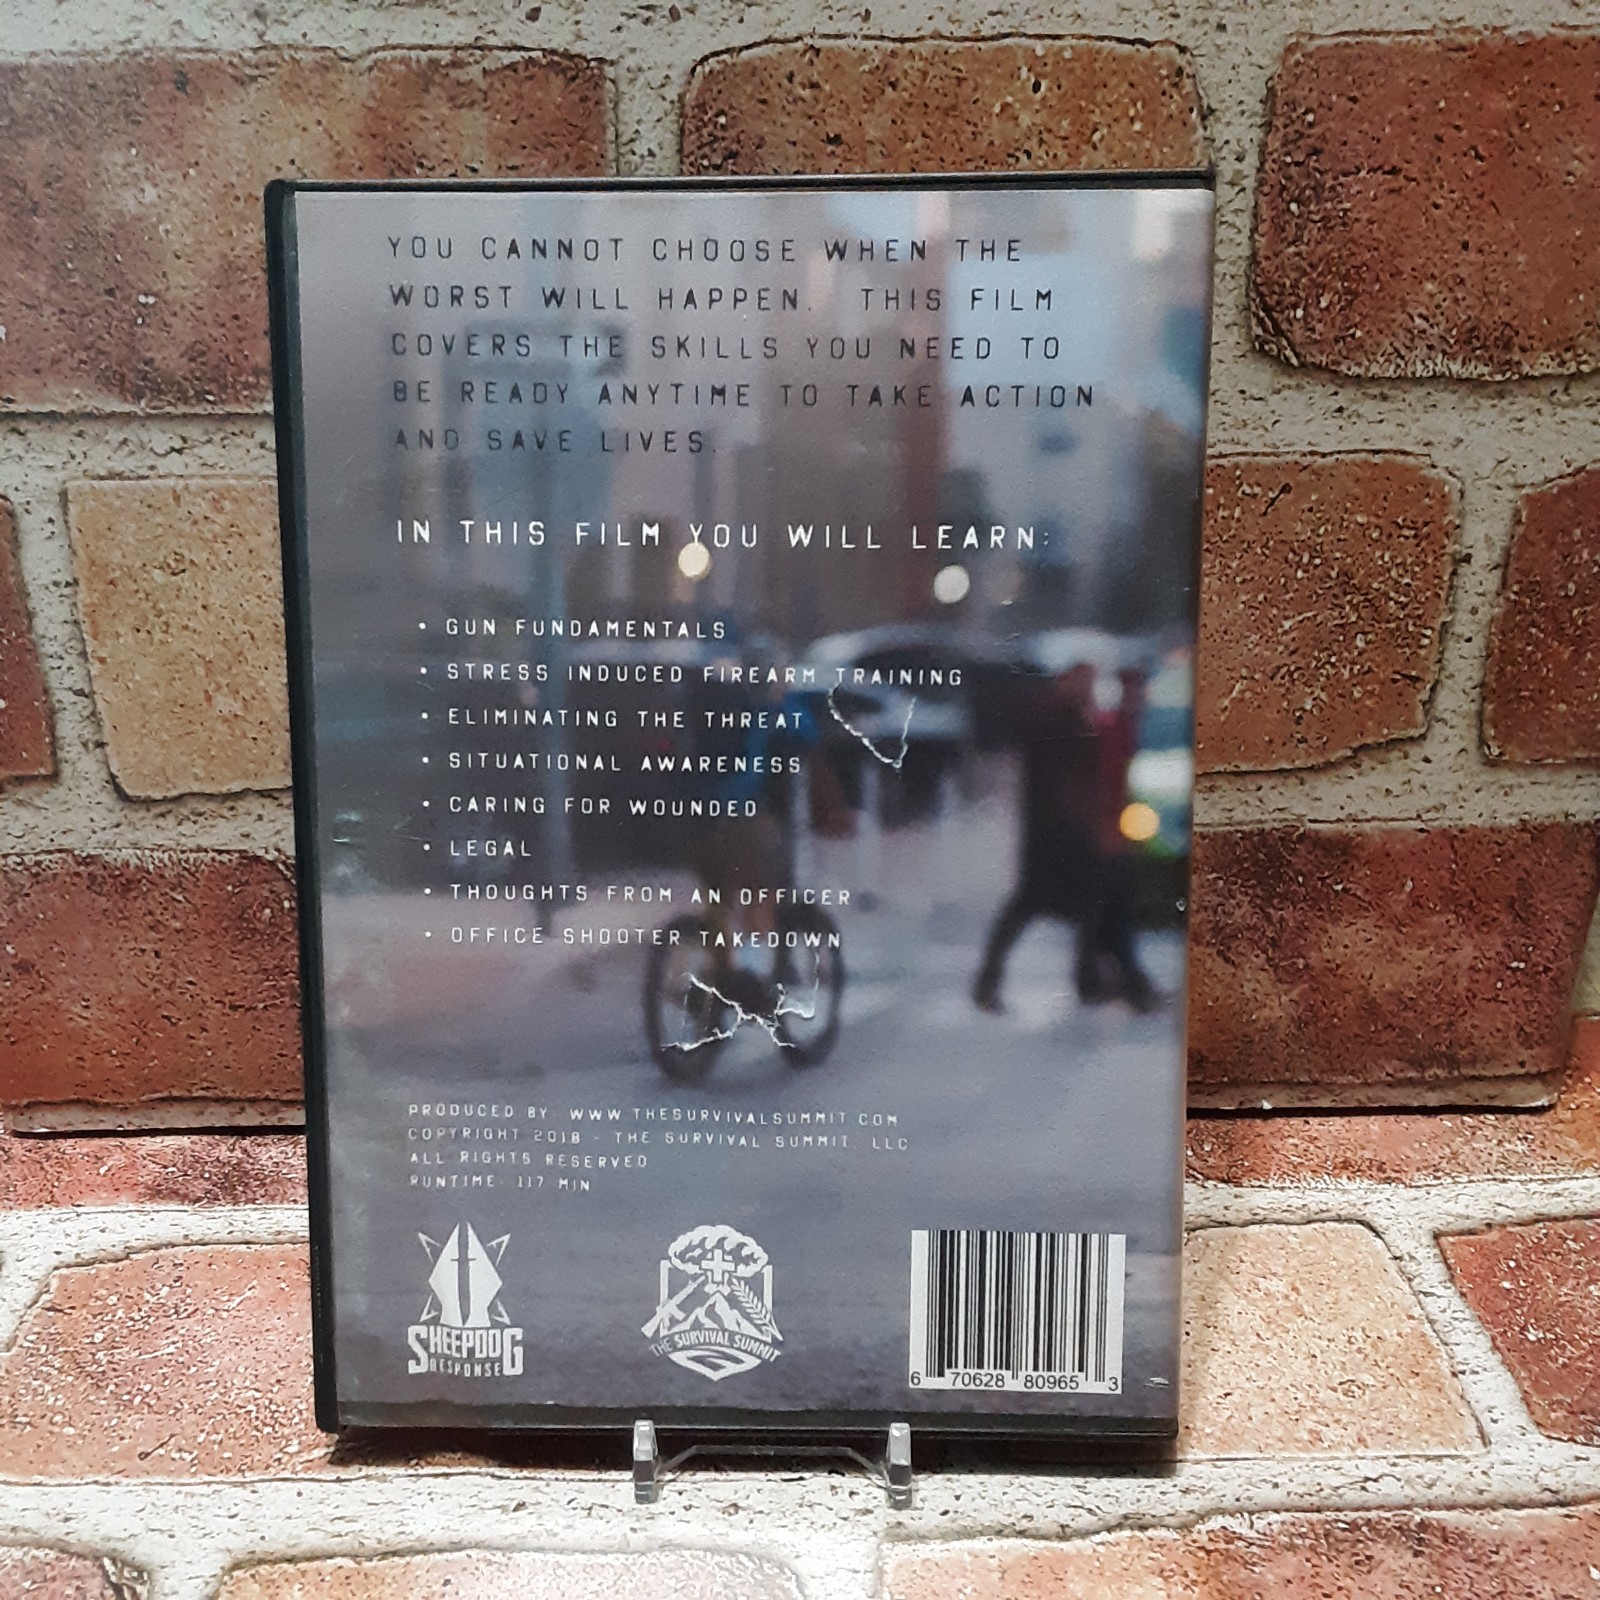 YOU CANNOT CHOOSE WHEN THE
WORST WILL HAPPEN. THIS FILM
COVERS THE SKILLS YOU NEED TO
BE READY ANYTIME TO TAKE ACTION
AND SAVE LIVES.
IN THIS FILM YOU WILL LEARN:
• GUN FUNDAMENTALS
• STRESS INDUCED FIREARM TRAINING
• ELIMINATING THE THREAT
• SITUATIONAL AWARENESS
• CARING FOR WOUNDED
• LEGAL
• THOUGHTS FROM AN OFFICER
• OFFICE SHOOTER TAKEDOWN
PRODUCED BY WWW.THESURVIVALSUMMIT.COM
COPYRIGHT 2018 - THE SURVIVAL SUMMIT, LLC
ALL RIGHTS RESERVED
RUNTIME: 117 MIN
SHEEPDOG
RESPONSE
THE SURVIVAL SUMMIT
6 70628 80965 3